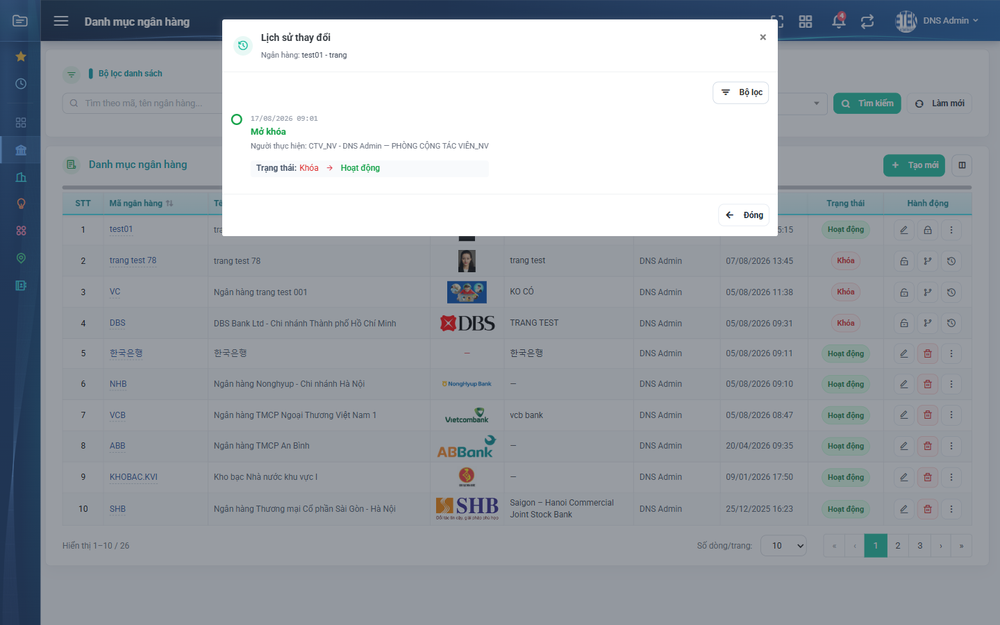 Danh mục ngân hàng
4
DNS Admin
Lịch sử thay đổi
Ngân hàng: test01 - trang
×
Bộ lọc danh sách
Tìm theo mã, tên ngân hàng...
Tìm kiếm
Làm mới
Bộ lọc
17/08/2026 09:01
Mở khóa
Người thực hiện: CTV_NV - DNS Admin — PHÒNG CỘNG TÁC VIÊN_NV
Trạng thái: Khóa → Hoạt động
Đóng
Danh mục ngân hàng
Tạo mới
STT Mã ngân hàng Trạng thái Hành động
1 test01 5:15 Hoạt động
2 trang test 78 trang test 78 trang test DNS Admin 07/08/2026 13:45 Khóa
3 VC Ngân hàng trang test 001 KO CÓ DNS Admin 05/08/2026 11:38 Khóa
4 DBS DBS Bank Ltd - Chi nhánh Thành phố Hồ Chí Minh DBS TRANG TEST DNS Admin 05/08/2026 09:31 Khóa
5 한국은행 한국은행 — 한국은행 DNS Admin 05/08/2026 09:11 Hoạt động
6 NHB Ngân hàng Nonghyup - Chi nhánh Hà Nội NongHyup Bank — DNS Admin 05/08/2026 09:10 Hoạt động
7 VCB Ngân hàng TMCP Ngoại Thương Việt Nam 1 Vietcombank vcb bank DNS Admin 05/08/2026 08:47 Hoạt động
8 ABB Ngân hàng TMCP An Bình ABBank — DNS Admin 20/04/2026 09:35 Hoạt động
9 KHOBAC.KVI Kho bạc Nhà nước khu vực I — DNS Admin 09/01/2026 17:50 Hoạt động
10 SHB Ngân hàng Thương mại Cổ phần Sài Gòn - Hà Nội SHB Saigon – Hanoi Commercial Joint Stock Bank DNS Admin 25/12/2025 16:23 Hoạt động
Đối tác tin cậy, giải pháp phù hợp
Hiển thị 1–10 / 26
Số dòng/trang: 10
« ‹ 1 2 3 › »